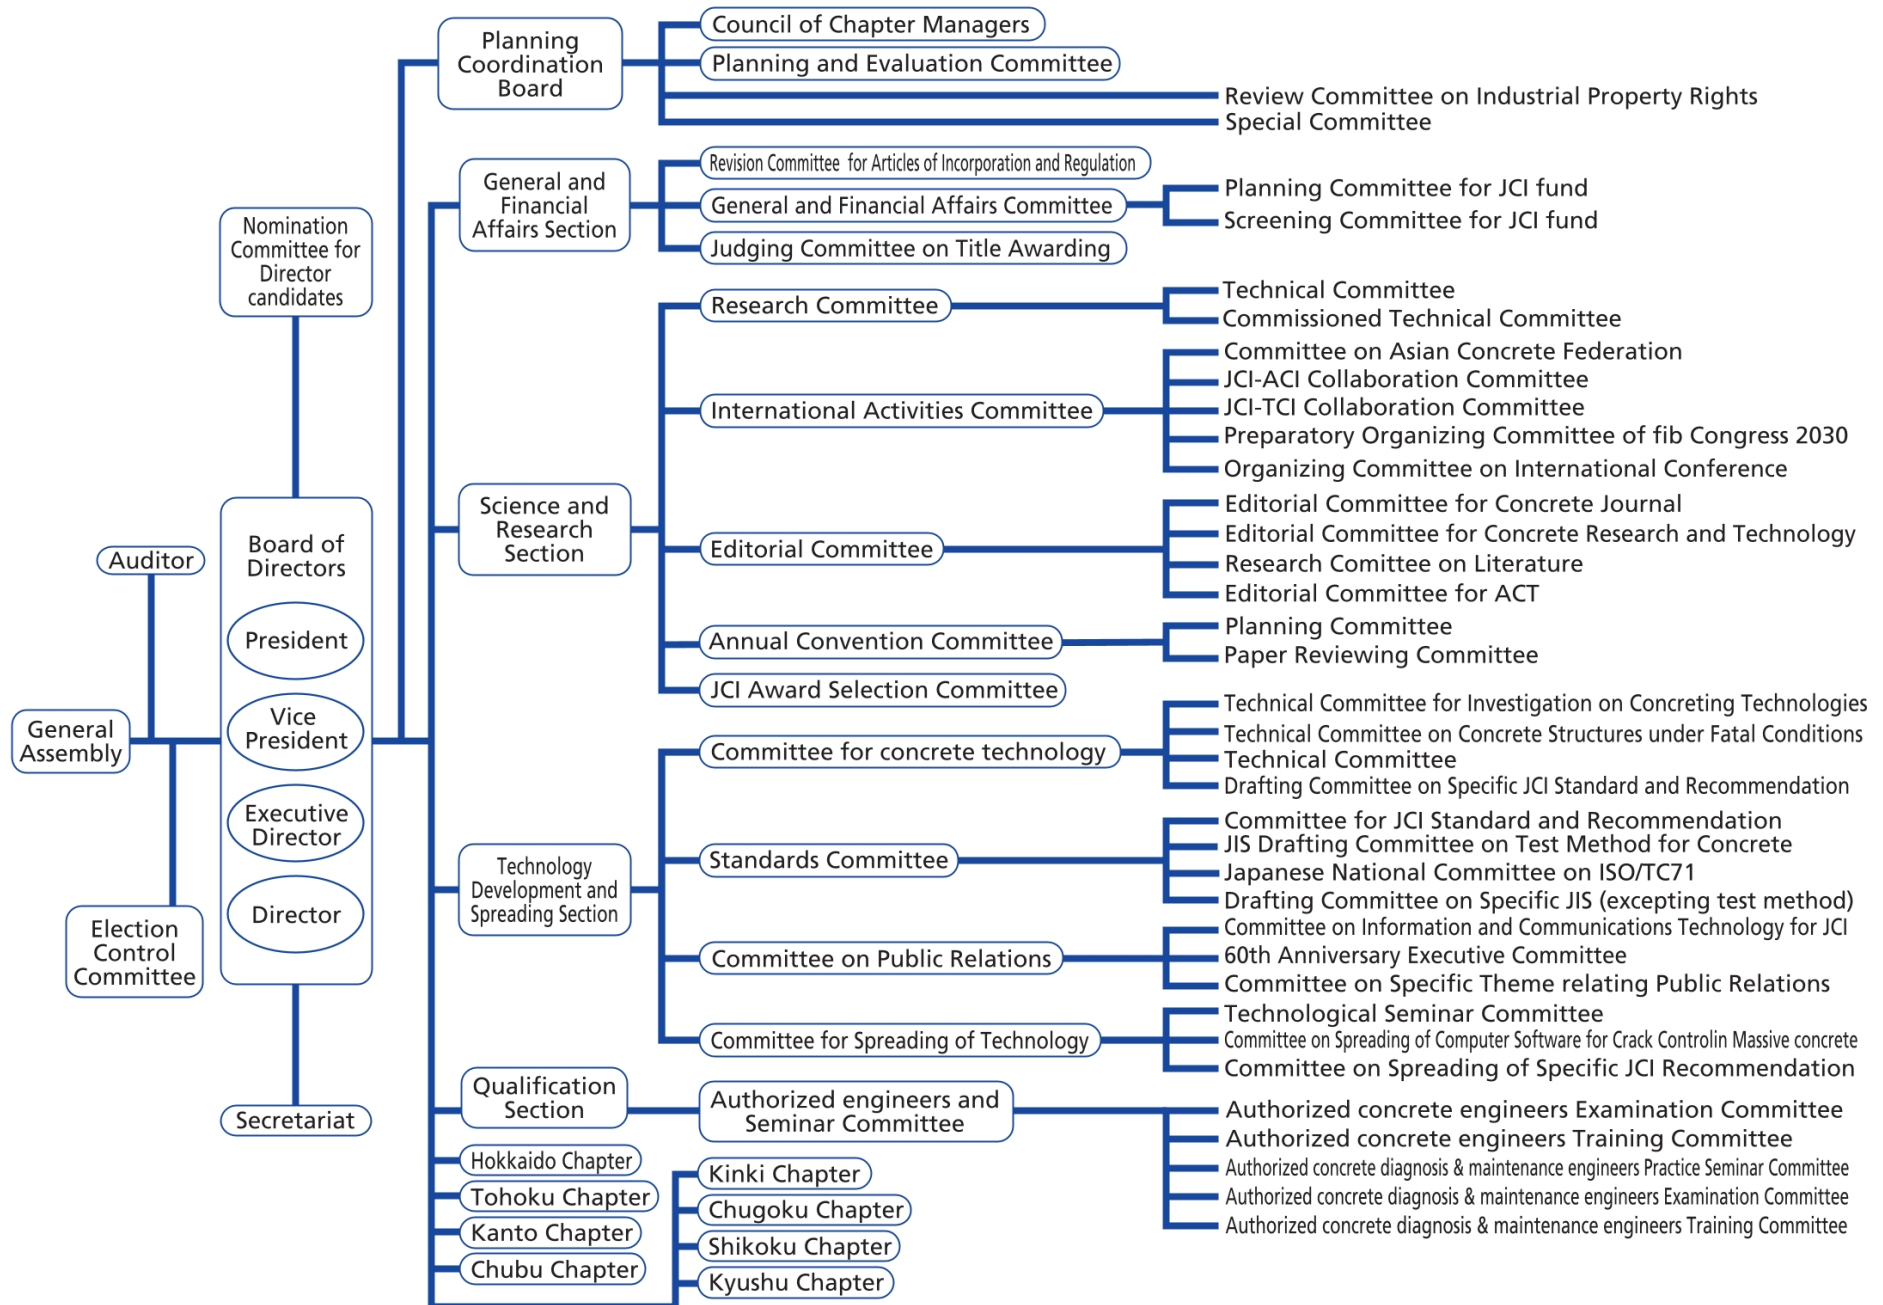 Planning
Coordination
Board
Council of Chapter Managers
Planning and Evaluation Committee
Review Committee on Industrial Property Rights
Special Committee
General and
Financial
Affairs Section
Revision Committee for Articles of Incorporation and Regulation
General and Financial Affairs Committee
Planning Committee for JCI fund
Screening Committee for JCI fund
Judging Committee on Title Awarding
Nomination
Committee for
Director
candidates
Board of
Directors
President
Vice
President
Executive
Director
Director
Auditor
General
Assembly
Election
Control
Committee
Secretariat
Science and
Research
Section
Research Committee
Technical Committee
Commissioned Technical Committee
International Activities Committee
Committee on Asian Concrete Federation
JCI-ACI Collaboration Committee
JCI-TCI Collaboration Committee
Preparatory Organizing Committee of fib Congress 2030
Organizing Committee on International Conference
Editorial Committee
Editorial Committee for Concrete Journal
Editorial Committee for Concrete Research and Technology
Research Comittee on Literature
Editorial Committee for ACT
Annual Convention Committee
Planning Committee
Paper Reviewing Committee
JCI Award Selection Committee
Technology
Development and
Spreading Section
Committee for concrete technology
Technical Committee for Investigation on Concreting Technologies
Technical Committee on Concrete Structures under Fatal Conditions
Technical Committee
Drafting Committee on Specific JCI Standard and Recommendation
Standards Committee
Committee for JCI Standard and Recommendation
JIS Drafting Committee on Test Method for Concrete
Japanese National Committee on ISO/TC71
Drafting Committee on Specific JIS (excepting test method)
Committee on Public Relations
Committee on Information and Communications Technology for JCI
60th Anniversary Executive Committee
Committee on Specific Theme relating Public Relations
Committee for Spreading of Technology
Technological Seminar Committee
Committee on Spreading of Computer Software for Crack Controlin Massive concrete
Committee on Spreading of Specific JCI Recommendation
Qualification
Section
Authorized engineers and
Seminar Committee
Authorized concrete engineers Examination Committee
Authorized concrete engineers Training Committee
Authorized concrete diagnosis & maintenance engineers Practice Seminar Committee
Authorized concrete diagnosis & maintenance engineers Examination Committee
Authorized concrete diagnosis & maintenance engineers Training Committee
Hokkaido Chapter
Tohoku Chapter
Kanto Chapter
Chubu Chapter
Kinki Chapter
Chugoku Chapter
Shikoku Chapter
Kyushu Chapter